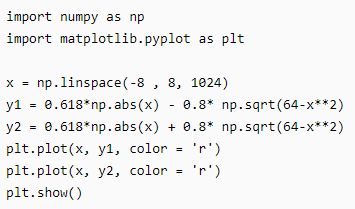 import numpy as np
import matplotlib.pyplot as plt
x = np.linspace(-8 , 8, 1024)
y1 = 0.618*np.abs(x) - 0.8* np.sqrt(64-x**2)
y2 = 0.618*np.abs(x) + 0.8* np.sqrt(64-x**2)
plt.plot(x, y1, color = 'r')
plt.plot(x, y2, color = 'r')
plt.show()